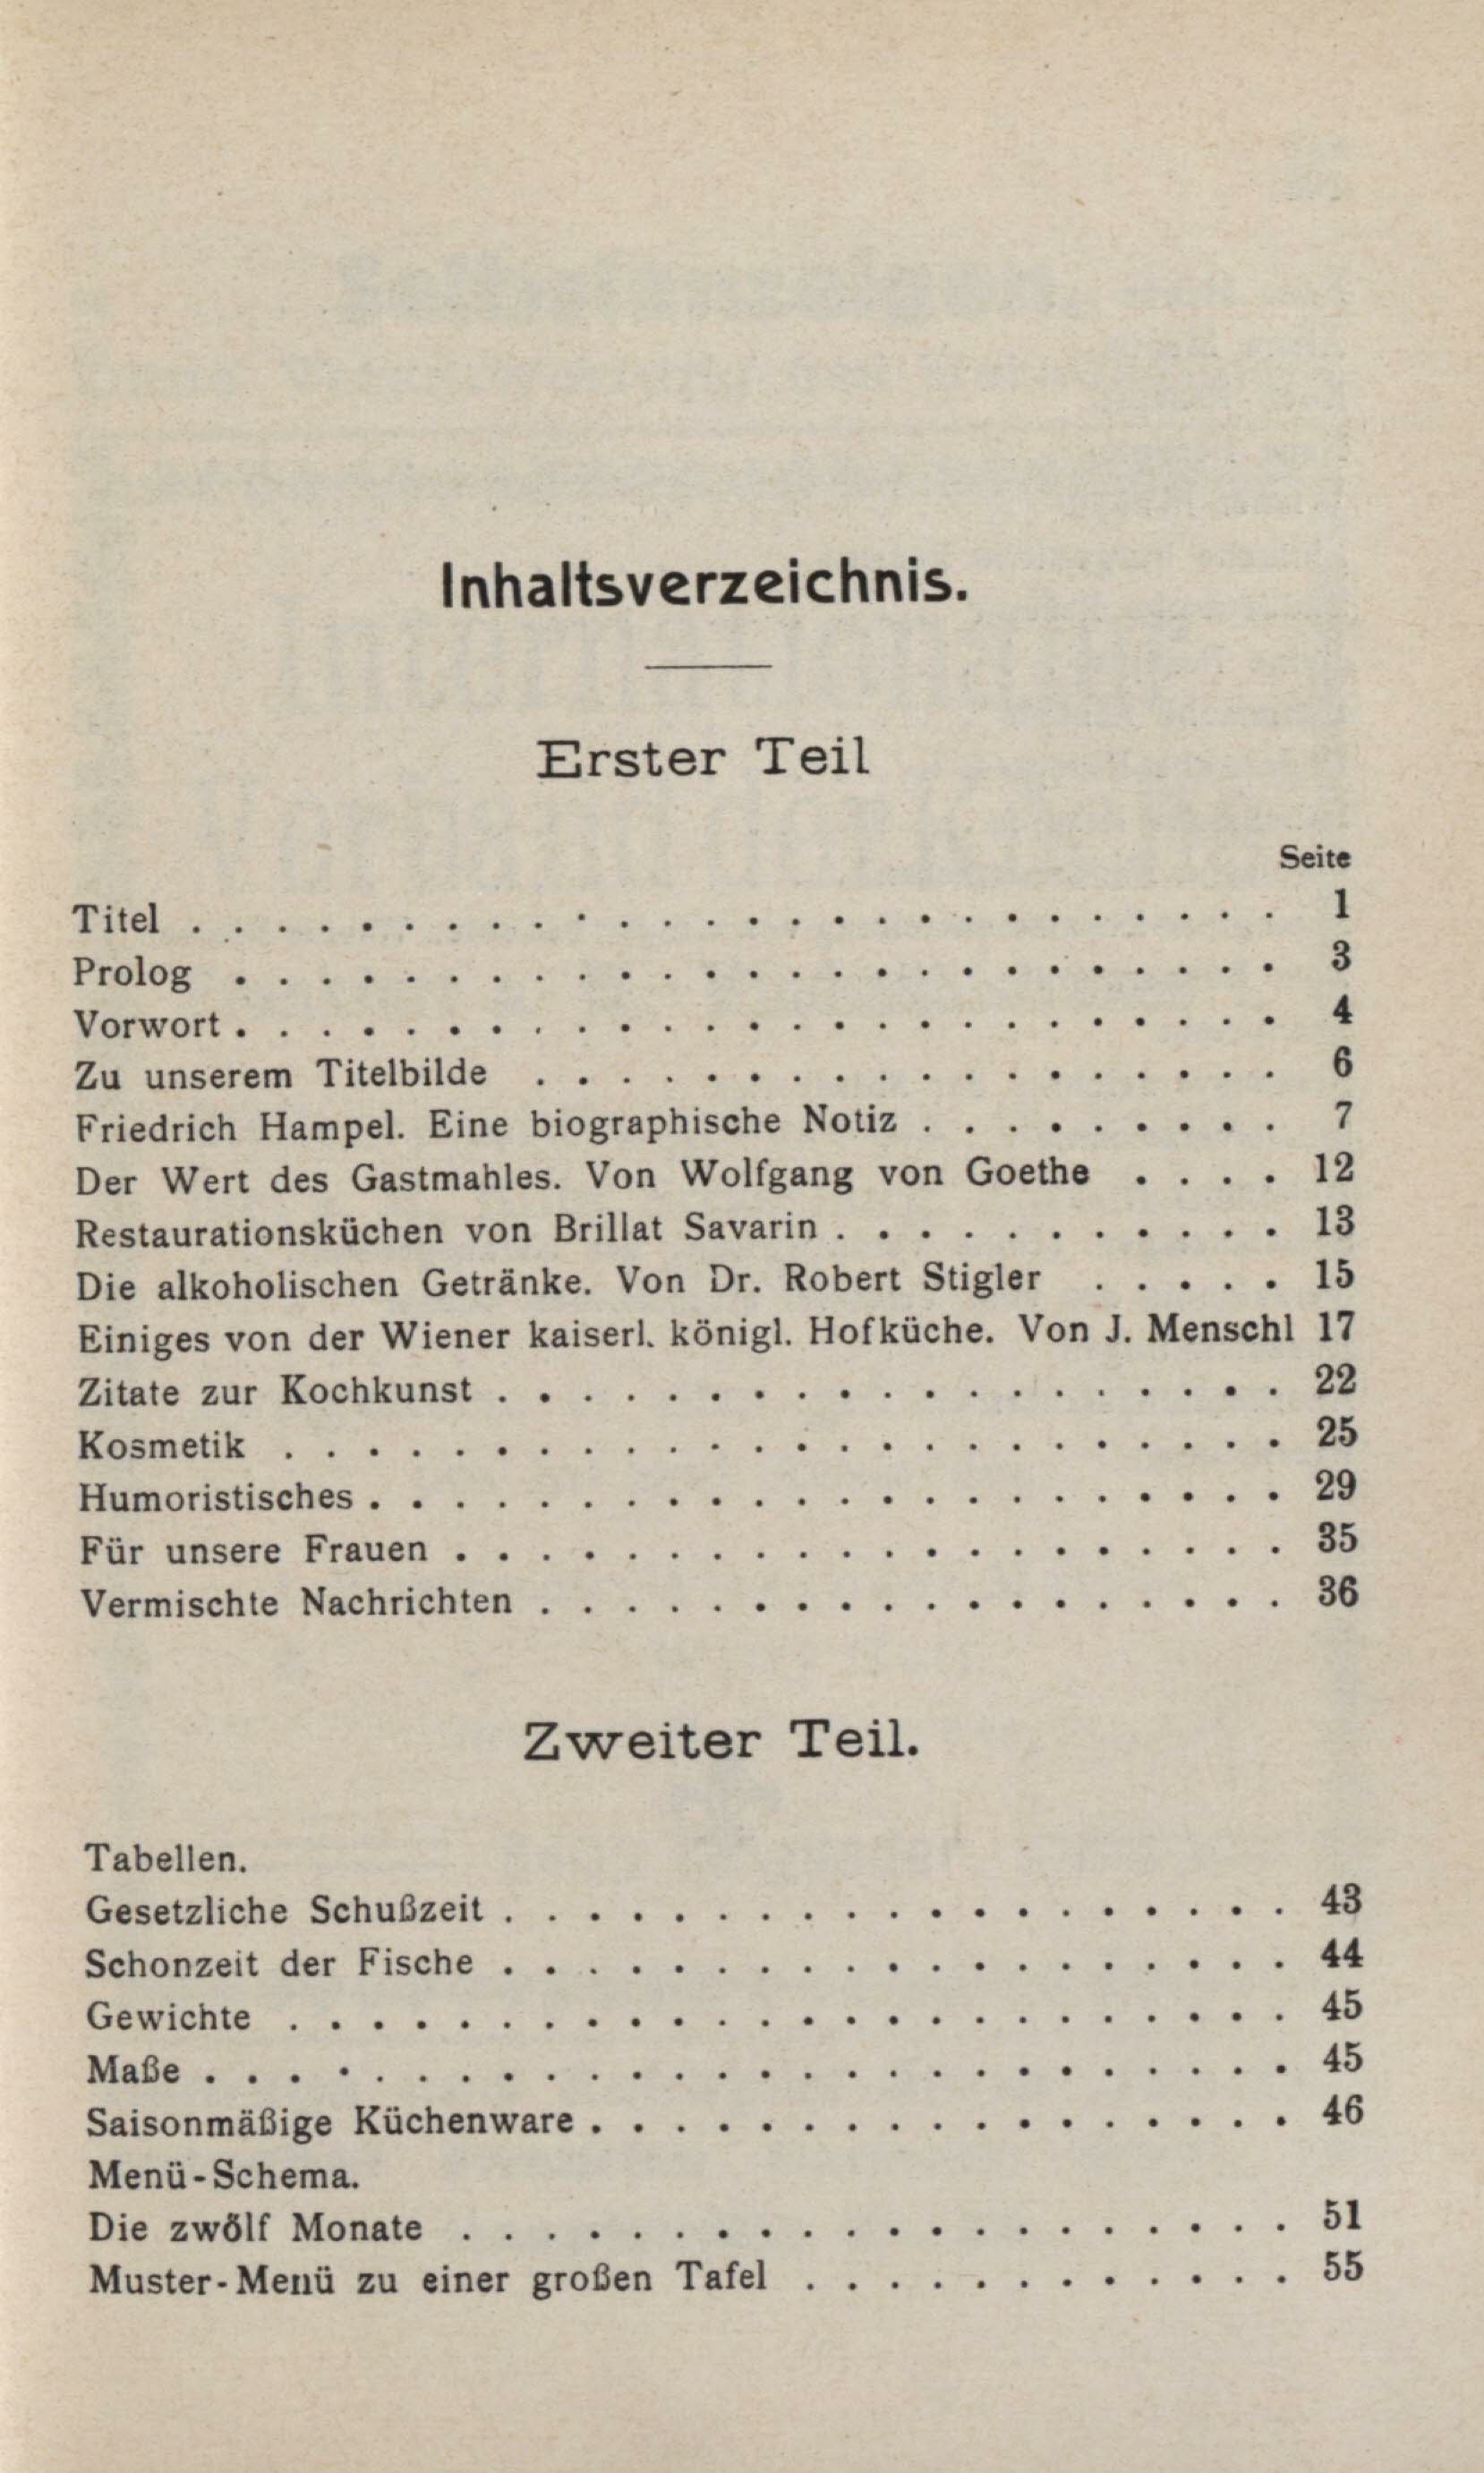 Inhaltsverzeichnis.
Erster Teil
Seite
Titel . . . . . . . . . . . . . . . . . . . . . . . . . . 1
Prolog . . . . . . . . . . . . . . . . . . . . . . . . . 3
Vorwort . . . . . . . . . . . . . . . . . . . . . . . . . 4
Zu unserem Titelbilde . . . . . . . . . . . . . . . . . . 6
Friedrich Hampel. Eine biographische Notiz . . . . . . . . . 7
Der Wert des Gastmahles. Von Wolfgang von Goethe . . . . 12
Restaurationsküchen von Brillat Savarin . . . . . . . . . . . 13
Die alkoholischen Getränke. Von Dr. Robert Stigler . . . . . 15
Einiges von der Wiener kaiserl. königl. Hofküche. Von J. Menschl 17
Zitate zur Kochkunst . . . . . . . . . . . . . . . . . . . 22
Kosmetik . . . . . . . . . . . . . . . . . . . . . . . . 25
Humoristisches . . . . . . . . . . . . . . . . . . . . . . 29
Für unsere Frauen . . . . . . . . . . . . . . . . . . . . 35
Vermischte Nachrichten . . . . . . . . . . . . . . . . . . 36
Zweiter Teil.
Tabellen.
Gesetzliche Schußzeit . . . . . . . . . . . . . . . . . . . 43
Schonzeit der Fische . . . . . . . . . . . . . . . . . . . 44
Gewichte . . . . . . . . . . . . . . . . . . . . . . . . 45
Maße . . . . . . . . . . . . . . . . . . . . . . . . . . 45
Saisonmäßige Küchenware . . . . . . . . . . . . . . . . . 46
Menü-Schema.
Die zwölf Monate . . . . . . . . . . . . . . . . . . . . 51
Muster-Menü zu einer großen Tafel . . . . . . . . . . . . 55